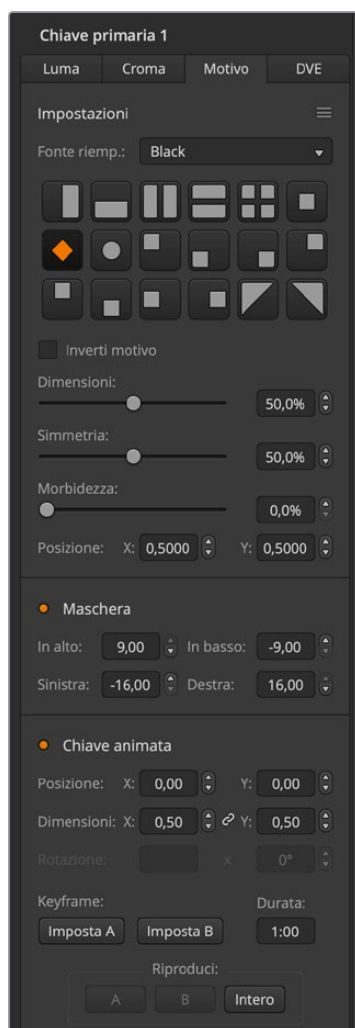 Chiave primaria 1
Luma Croma Motivo DVE
Impostazioni
Fonte riemp.: Black
Inverti motivo
Dimensioni:
50,0%
Simmetria:
50,0%
Morbidezza:
0,0%
Posizione: X: 0,5000 Y: 0,5000
Maschera
In alto: 9,00 In basso: -9,00
Sinistra: -16,00 Destra: 16,00
Chiave animata
Posizione: X: 0,00 Y: 0,00
Dimensioni: X: 0,50 Y: 0,50
Rotazione: x 0°
Keyframe: Durata:
Imposta A Imposta B 1:00
Riproduci:
A B Intero